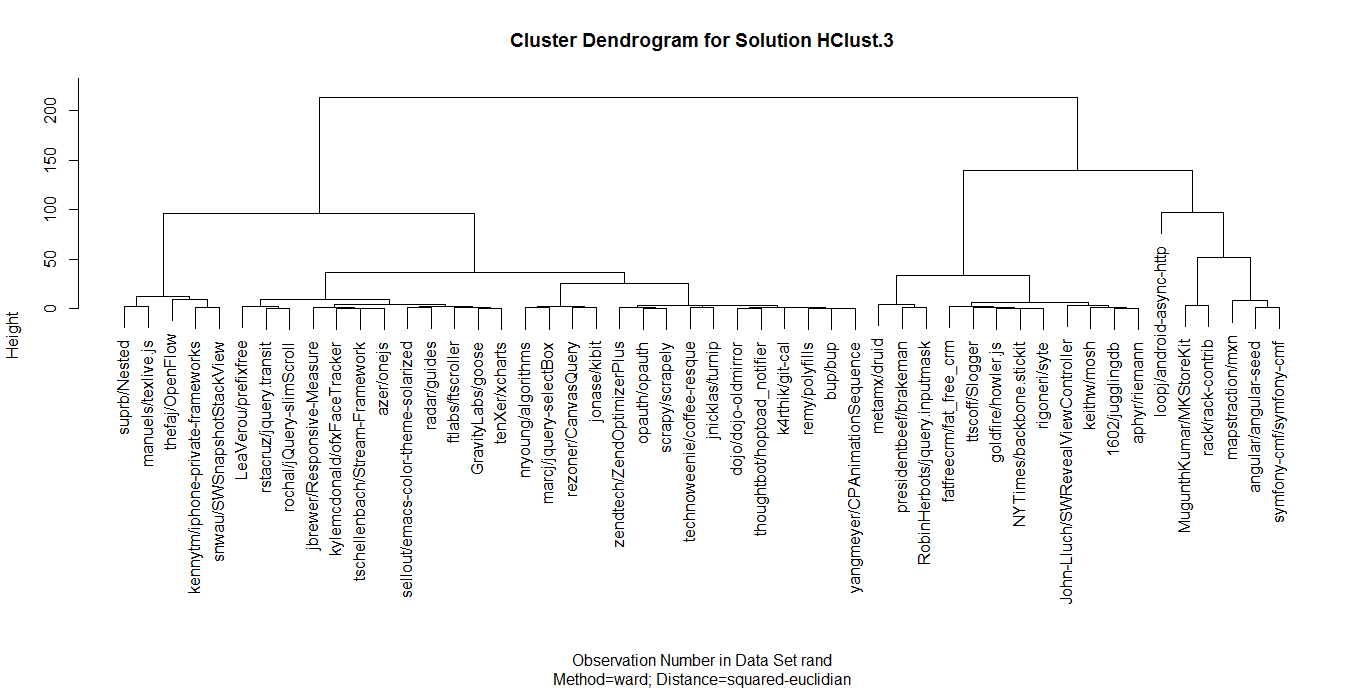 Cluster Dendrogram for Solution HClust.3
Height
0
50
100
150
200
suprb/Nested
manuels/texlive.js
thefaj/OpenFlow
kennytm/iphone-private-frameworks
snwau/SWSnapshotStackView
LeaVerou/prefixfree
rstacruz/jquery.transit
rochal/jQuery-slimScroll
jbrewer/Responsive-Measure
kylemcdonald/ofxFaceTracker
tschellenbach/Stream-Framework
azer/onejs
sellout/emacs-color-theme-solarized
radar/guides
ftlabs/ftscroller
GravityLabs/goose
tenXer/xcharts
nryoung/algorithms
marcj/jquery-selectBox
rezoner/CanvasQuery
jonase/kibit
zendtech/ZendOptimizerPlus
opauth/opauth
scrapy/scrapely
technoweenie/coffee-resque
jnicklas/turnip
dojo/dojo-oldmirror
thoughtbot/hoptoad_notifier
k4rthik/git-cal
remy/polyfills
bup/bup
yangmeyer/CPAnimationSequence
metamx/druid
presidentbeef/brakeman
RobinHerbots/jquery.inputmask
fatfreecrm/fat_free_crm
ttscoff/Slogger
goldfire/howler.js
NYTimes/backbone.stickit
rigoneri/syte
John-Lluch/SWRevealViewController
keithw/mosh
1602/jugglingdb
aphyr/riemann
loopj/android-async-http
MugunthKumar/MKStoreKit
rack/rack-contrib
mapstraction/mxn
angular/angular-seed
symfony-cmf/symfony-cmf
Observation Number in Data Set rand
Method=ward; Distance=squared-euclidian